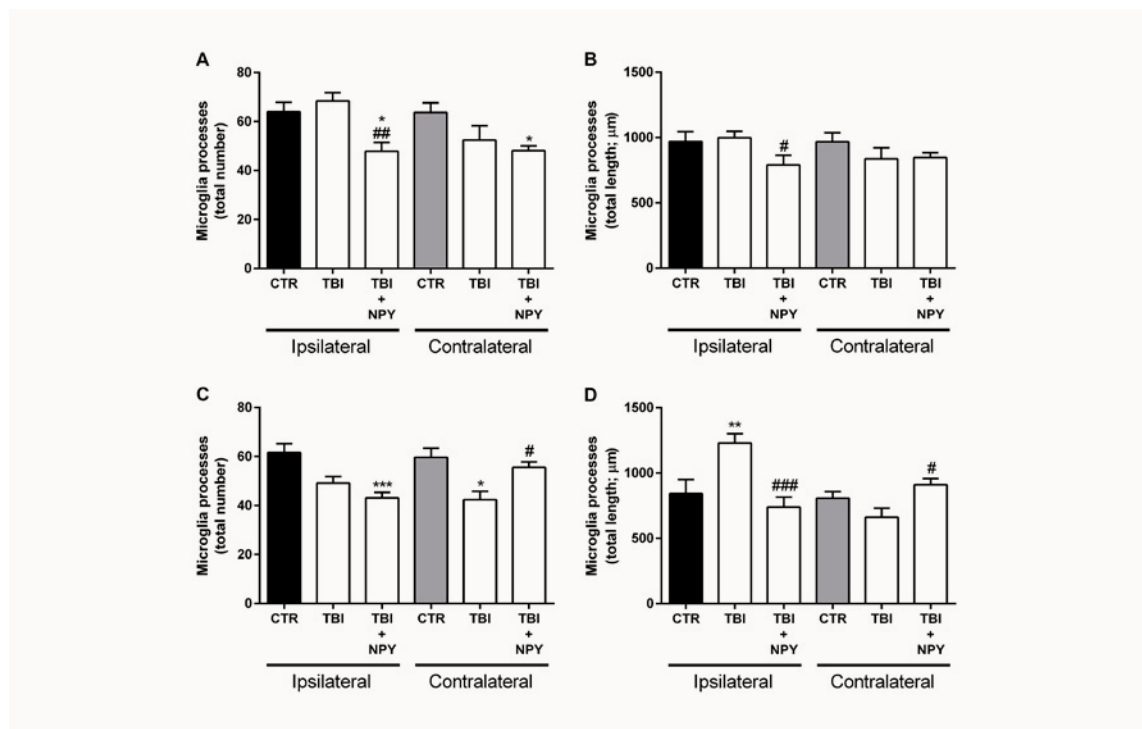 A
Microglia processes
(total number)
80
60
40
20
0
*
##
*
CTR
TBI
TBI
+
NPY
CTR
TBI
TBI
+
NPY
Ipsilateral
Contralateral
B
Microglia processes
(total length; μm)
1500
1000
500
0
#
CTR
TBI
TBI
+
NPY
CTR
TBI
TBI
+
NPY
Ipsilateral
Contralateral
C
Microglia processes
(total number)
80
60
40
20
0
***
*
#
CTR
TBI
TBI
+
NPY
CTR
TBI
TBI
+
NPY
Ipsilateral
Contralateral
D
Microglia processes
(total length; μm)
1500
1000
500
0
**
###
#
CTR
TBI
TBI
+
NPY
CTR
TBI
TBI
+
NPY
Ipsilateral
Contralateral